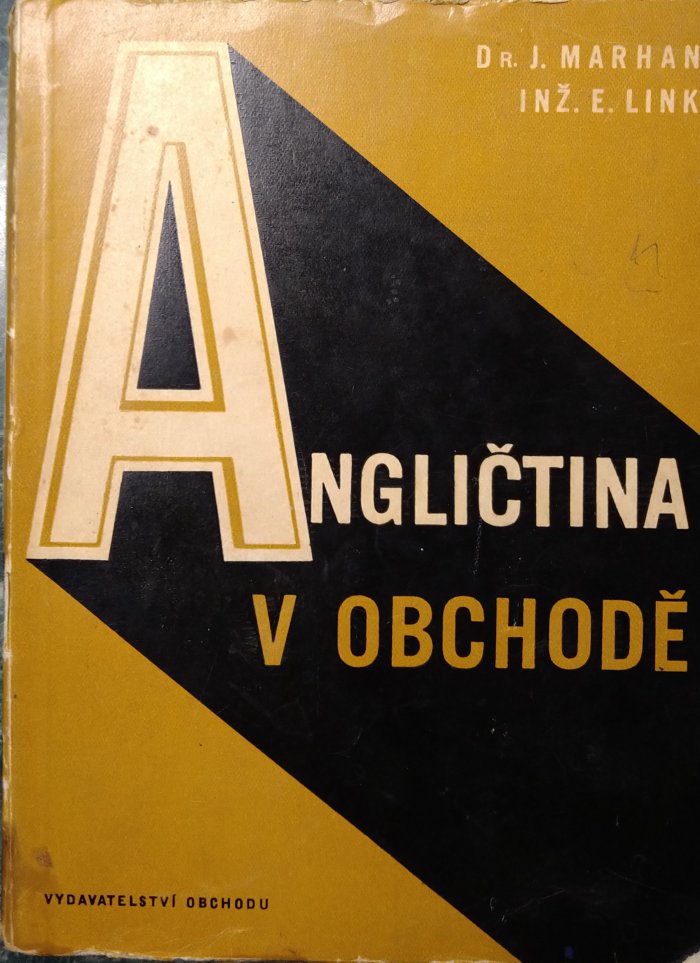 DR. J. MARHAN
INŽ. E. LINK
ANGLIČTINA
V OBCHODĚ
VYDAVATELSTVÍ OBCHODU